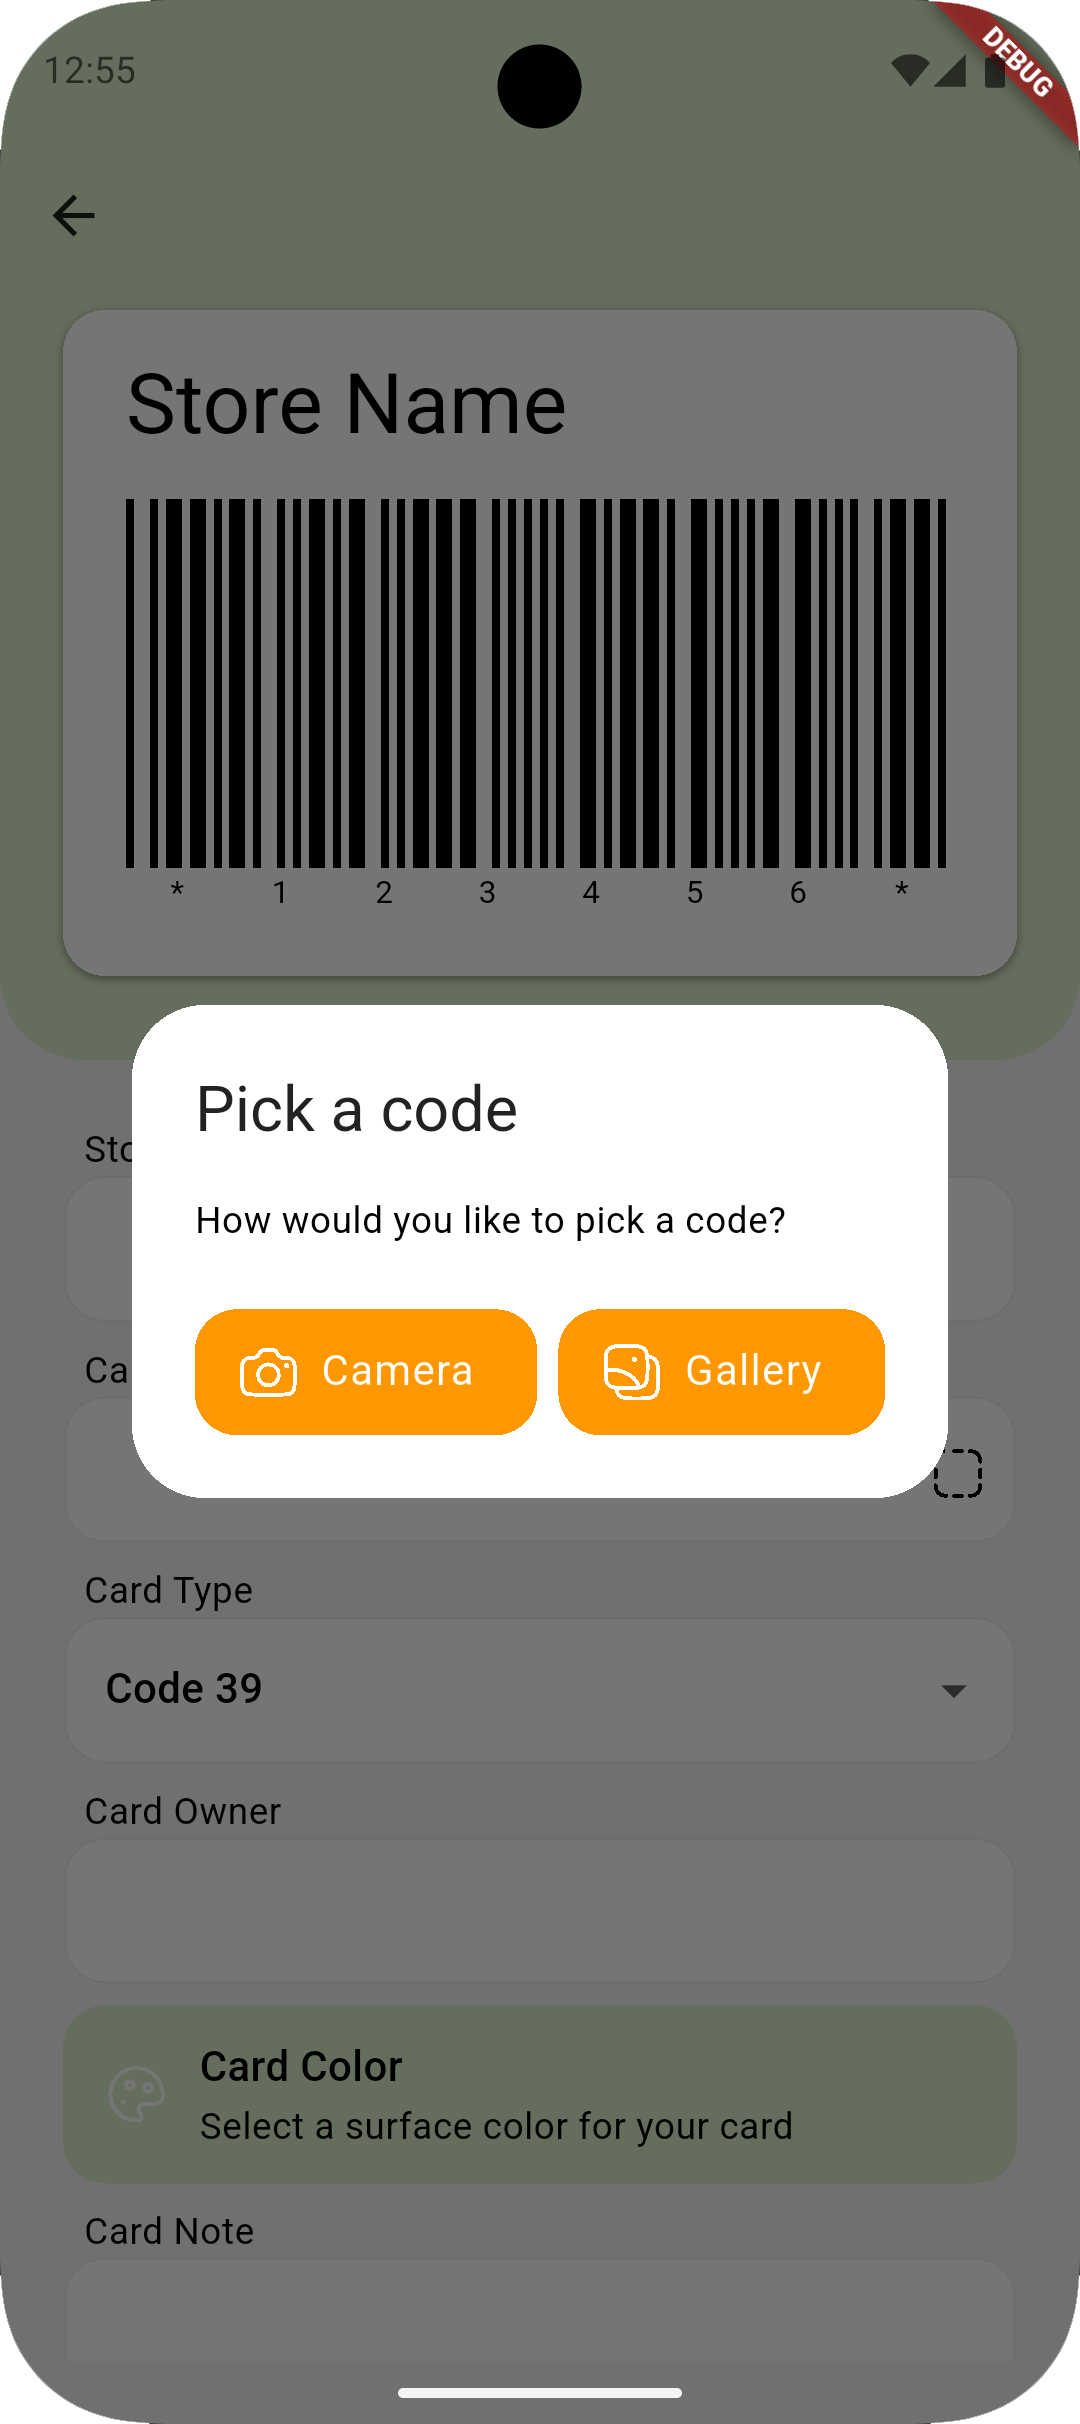 12:55
DEBUG
Store Name
* 1 2 3 4 5 6 *
Pick a code
How would you like to pick a code?
Camera
Gallery
Card Type
Code 39
Card Owner
Card Color
Select a surface color for your card
Card Note